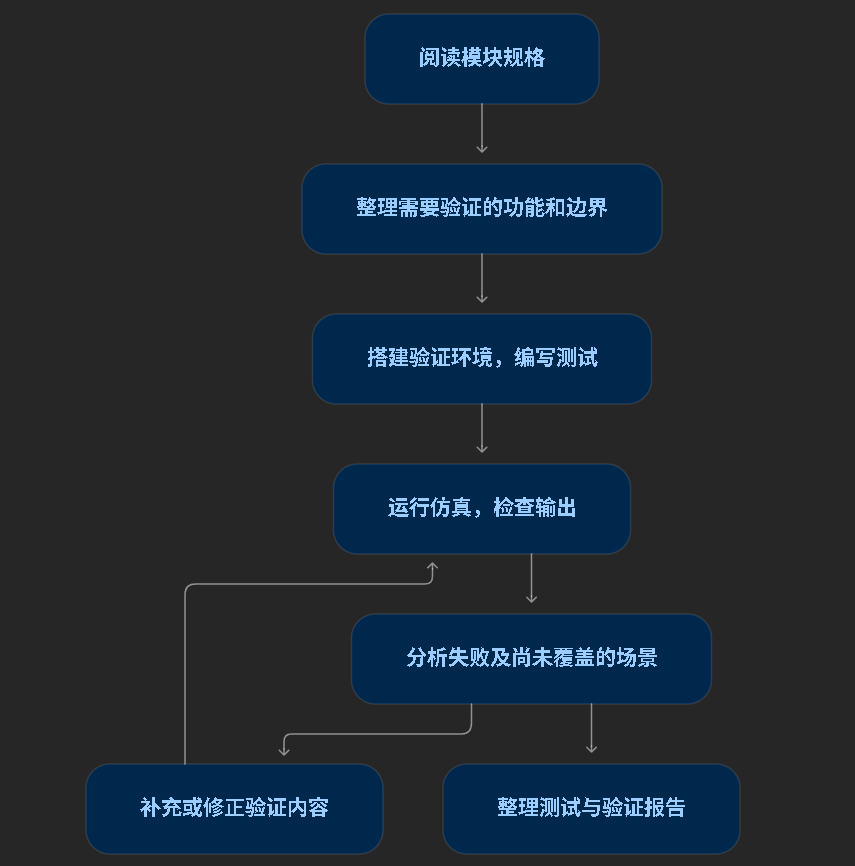 阅读模块规格
整理需要验证的功能和边界
搭建验证环境，编写测试
运行仿真，检查输出
分析失败及尚未覆盖的场景
补充或修正验证内容
整理测试与验证报告